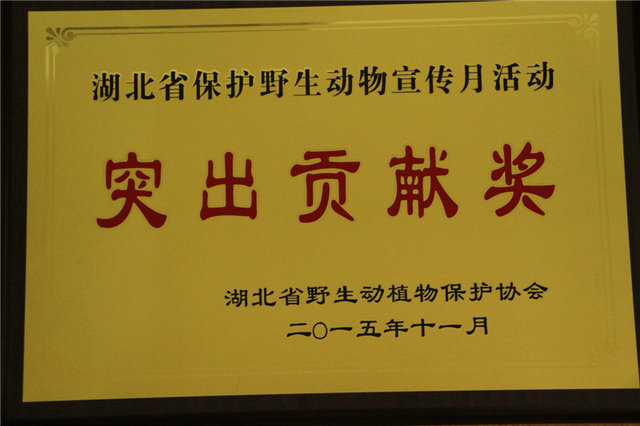 湖北省保护野生动物宣传月活动
突出贡献奖
湖北省野生动植物保护协会
二〇一五年十一月